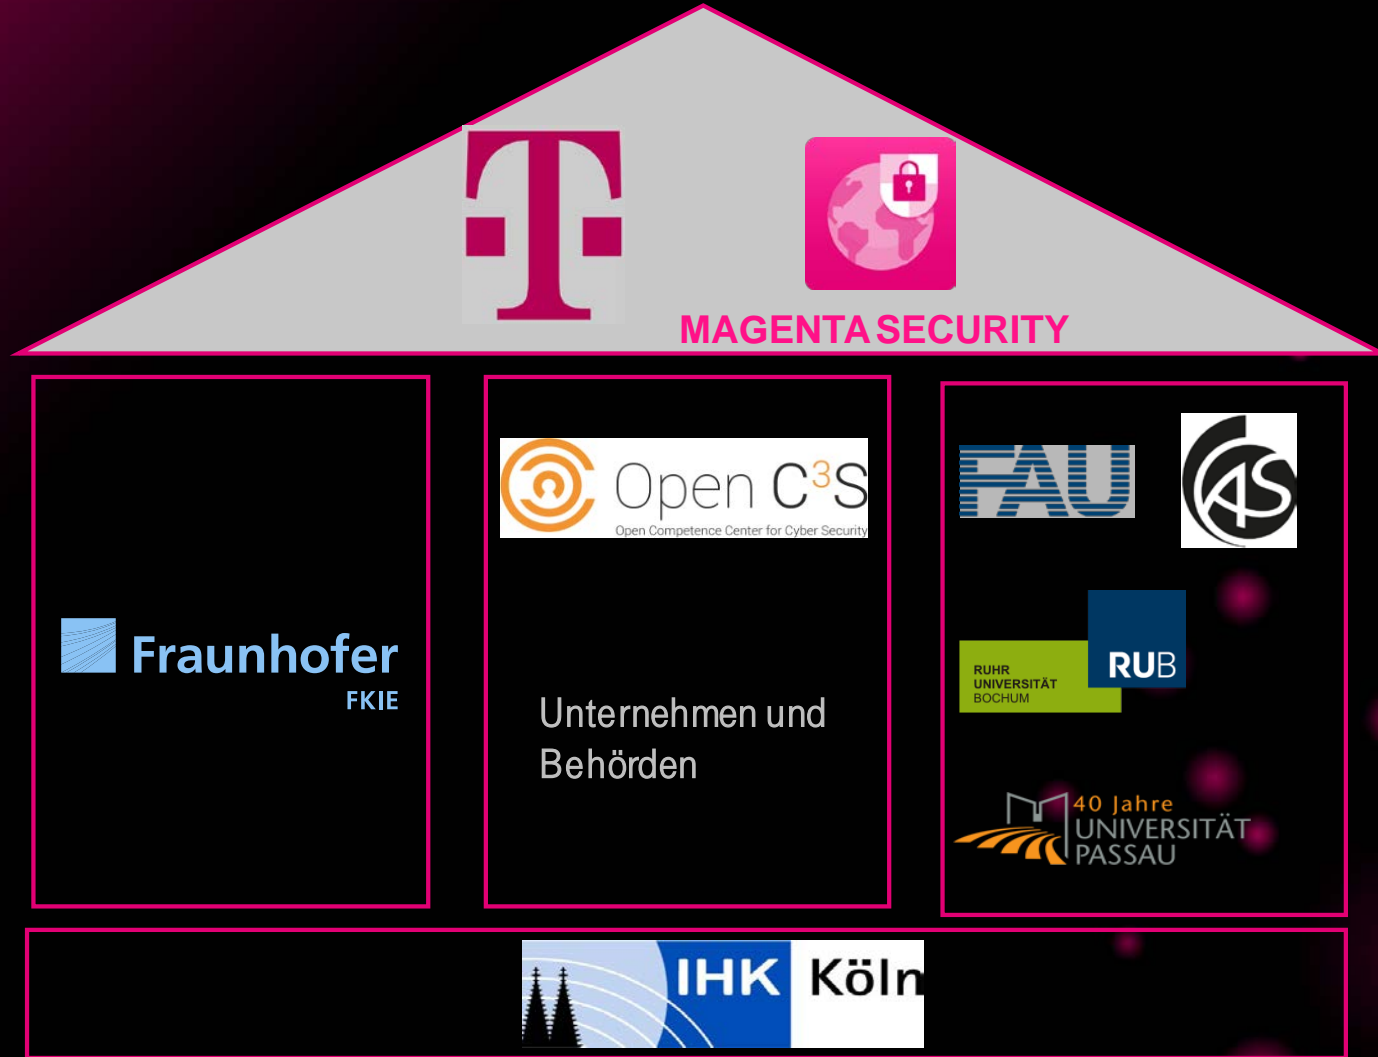 T
MAGENTA SECURITY
Fraunhofer
FKIE
Open C³S
Open Competence Center for Cyber Security
Unternehmen und
Behörden
FAU
CAS
RUHR
UNIVERSITÄT
BOCHUM
RUB
40 Jahre
UNIVERSITÄT
PASSAU
IHK Köln